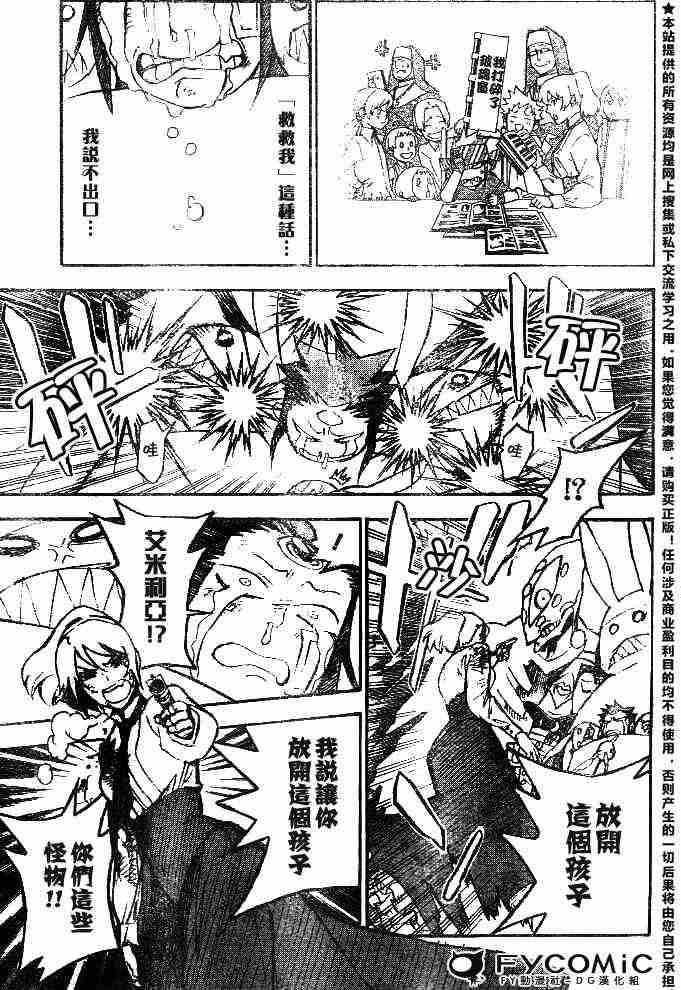 我打碎了
玻璃窗
「救救我」這種話…
我說不出口…
砰
砰
哇
哇
!?
沙
放開
這個孩子
!
艾米利亞!?
我說讓你
放開這個孩子
你們這些
怪物!!
★本站提供的所有资源均是网上搜集或私下交流学习之用．如果您觉得满意．请购买正版！任何涉及商业盈利目的均不得使用．否则产生的一切后果将由您自己承担
FYCOMIC
FY動漫社-DG漢化組